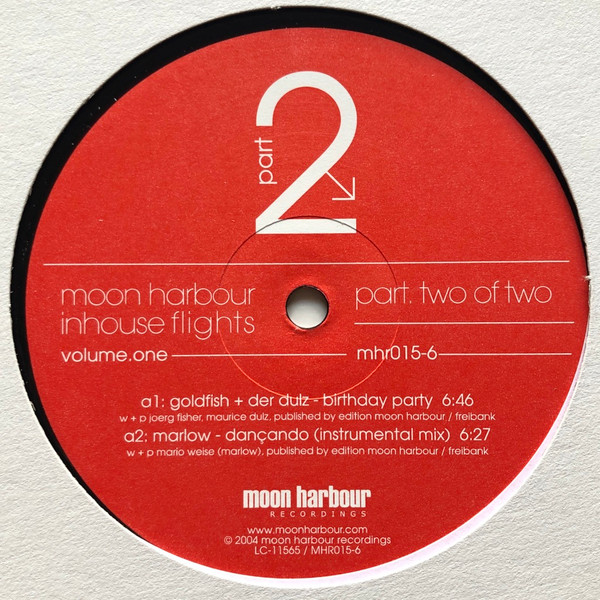 part
2
moon harbour
inhouse flights
part. two of two
volume.one
mhr015-6
a1: goldfish + der dulz - birthday party 6:46
w + p joerg fisher, maurice dulz, published by edition moon harbour / freibank
a2: marlow - dançando (instrumental mix) 6:27
w + p mario weise (marlow), published by edition moon harbour / freibank
moon harbour
RECORDINGS
www.moonharbour.com
© 2004 moon harbour recordings
LC-11565 / MHR015-6